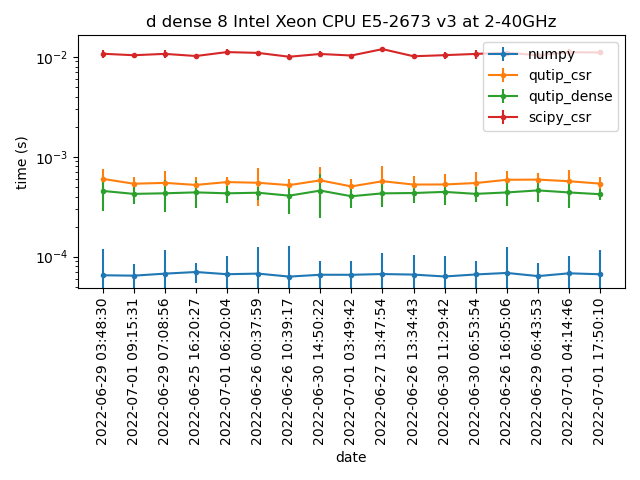 d dense 8 Intel Xeon CPU E5-2673 v3 at 2-40GHz
time (s)
10⁻²
10⁻³
10⁻⁴
numpy
qutip_csr
qutip_dense
scipy_csr
2022-06-29 03:48:30
2022-07-01 09:15:31
2022-06-29 07:08:56
2022-06-25 16:20:27
2022-07-01 06:20:04
2022-06-26 00:37:59
2022-06-26 10:39:17
2022-06-30 14:50:22
2022-07-01 03:49:42
2022-06-27 13:47:54
2022-06-26 13:34:43
2022-06-30 11:29:42
2022-06-30 06:53:54
2022-06-26 16:05:06
2022-06-29 06:43:53
2022-07-01 04:14:46
2022-07-01 17:50:10
date